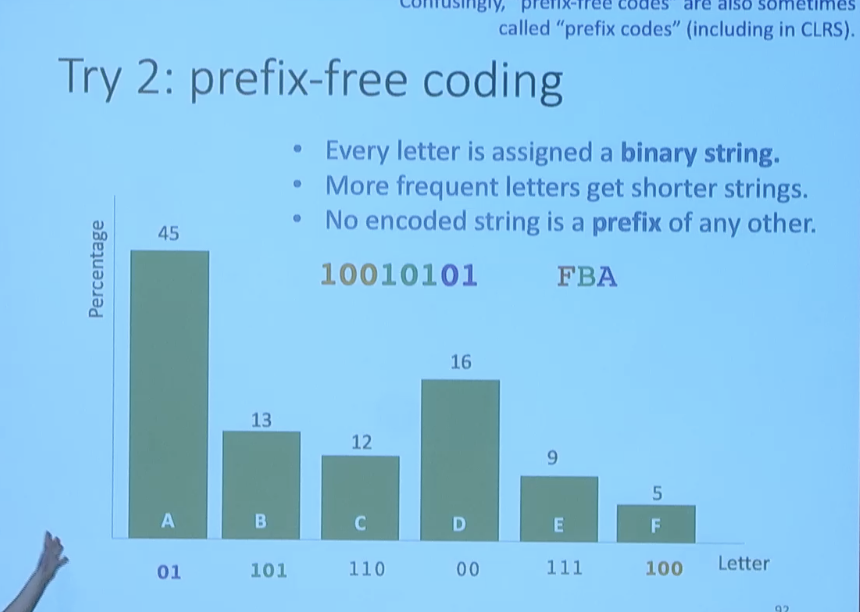 Confusingly, "prefix-free codes" are also sometimes
called "prefix codes" (including in CLRS).
Try 2: prefix-free coding
• Every letter is assigned a binary string.
• More frequent letters get shorter strings.
• No encoded string is a prefix of any other.
10010101 FBA
Percentage
45
13
12
16
9
5
A B C D E F
01 101 110 00 111 100 Letter
92